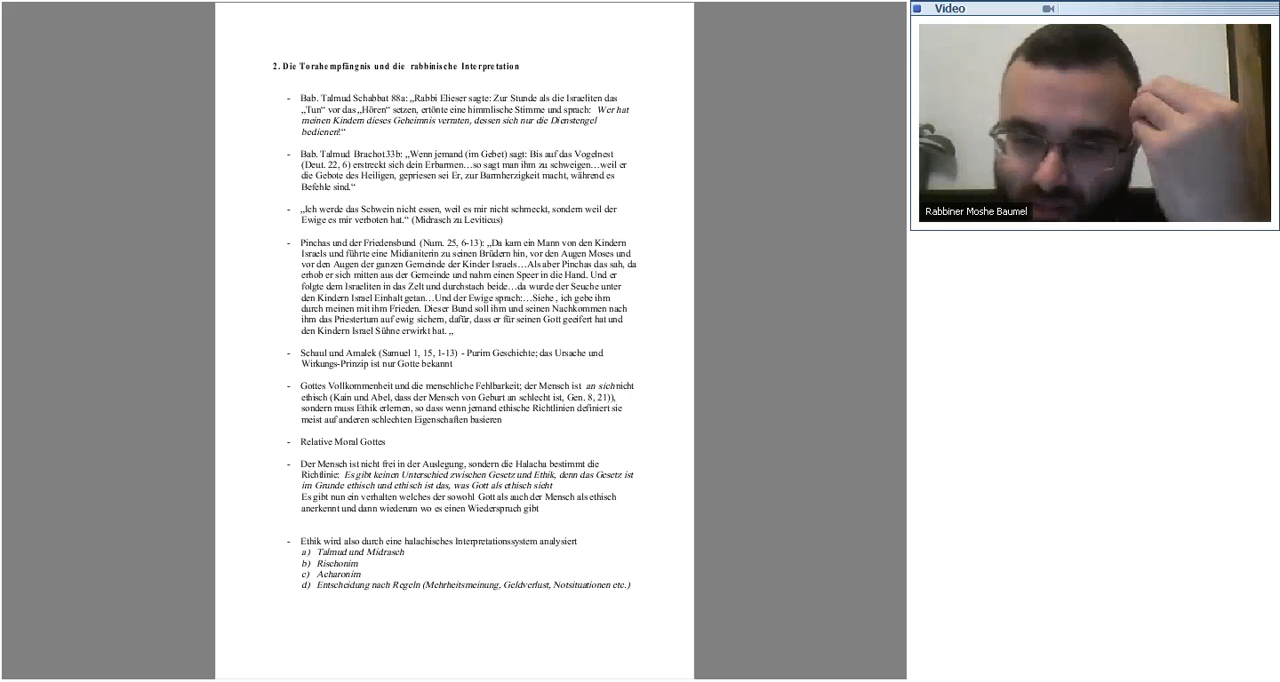 2. Die Torahempfängnis und die rabbinische Interpretation
- Bab. Talmud Schabbat 88a: „Rabbi Elieser sagte: Zur Stunde als die Israeliten das
„Tun“ vor das „Hören“ setzen, ertönte eine himmlische Stimme und sprach: Wer hat
meinen Kindern dieses Geheimnis verraten, dessen sich nur die Dienstengel
bedienen!“
- Bab. Talmud Brachot 33b: „Wenn jemand (im Gebet) sagt: Bis auf das Vogelnest
(Deut. 22, 6) erstreckt sich dein Erbarmen…so sagt man ihm zu schweigen…weil er
die Gebote des Heiligen, gepriesen sei Er, zur Barmherzigkeit macht, während es
Befehle sind.“
- „Ich werde das Schwein nicht essen, weil es mir nicht schmeckt, sondern weil der
Ewige es mir verboten hat.“ (Midrasch zu Leviticus)
- Pinchas und der Friedensbund (Num. 25, 6-13): „Da kam ein Mann von den Kindern
Israels und führte eine Midianiterin zu seinen Brüdern hin, vor den Augen Moses und
vor den Augen der ganzen Gemeinde der Kinder Israels…Als aber Pinchas das sah, da
erhob er sich mitten aus der Gemeinde und nahm einen Speer in die Hand. Und er
folgte dem Israeliten in das Zelt und durchstach beide…da wurde der Seuche unter
den Kindern Israel Einhalt getan…Und der Ewige sprach:…Siehe , ich gebe ihm
durch meinen mit ihm Frieden. Dieser Bund soll ihm und seinen Nachkommen nach
ihm das Priestertum auf ewig sichern, dafür, dass er für seinen Gott geeifert hat und
den Kindern Israel Sühne erwirkt hat. „
- Schaul und Amalek (Samuel 1, 15, 1-13) - Purim Geschichte; das Ursache und
Wirkungs-Prinzip ist nur Gotte bekannt
- Gottes Vollkommenheit und die menschliche Fehlbarkeit; der Mensch ist an sich nicht
ethisch (Kain und Abel, dass der Mensch von Geburt an schlecht ist, Gen. 8, 21)),
sondern muss Ethik erlernen, so dass wenn jemand ethische Richtlinien definiert sie
meist auf anderen schlechten Eigenschaften basieren
- Relative Moral Gottes
- Der Mensch ist nicht frei in der Auslegung, sondern die Halacha bestimmt die
Richtlinie: Es gibt keinen Unterschied zwischen Gesetz und Ethik, denn das Gesetz ist
im Grunde ethisch und ethisch ist das, was Gott als ethisch sieht
Es gibt nun ein verhalten welches der sowohl Gott als auch der Mensch als ethisch
anerkennt und dann wiederum wo es einen Wiederspruch gibt
- Ethik wird also durch eine halachisches Interpretationssystem analysiert
a) Talmud und Midrasch
b) Rischonim
c) Acharonim
d) Entscheidung nach Regeln (Mehrheitsmeinung, Geldverlust, Notsituationen etc.)
Video
Rabbiner Moshe Baumel